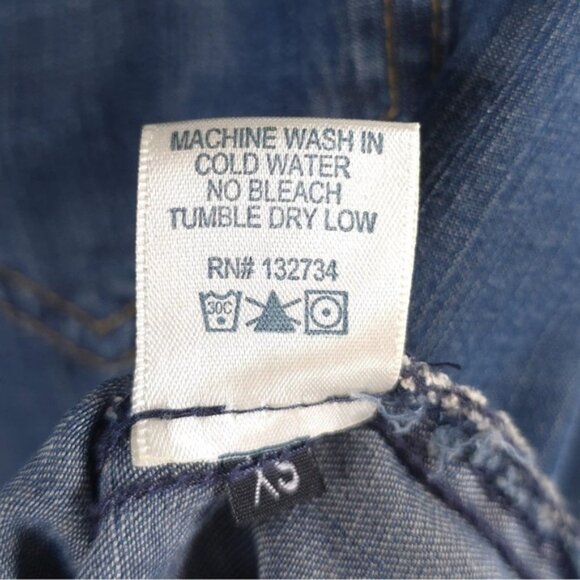 MACHINE WASH IN
COLD WATER
NO BLEACH
TUMBLE DRY LOW
RN# 132734
30C